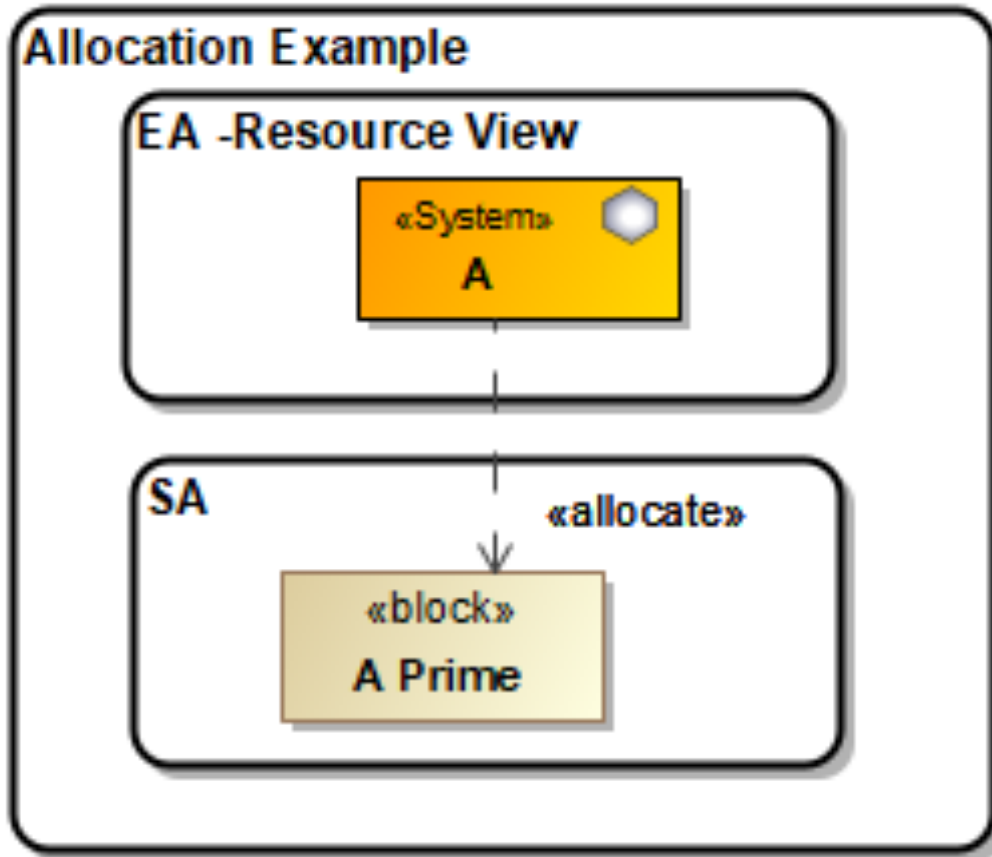 Allocation Example
EA -Resource View
«System»
A
SA
«allocate»
«block»
A Prime